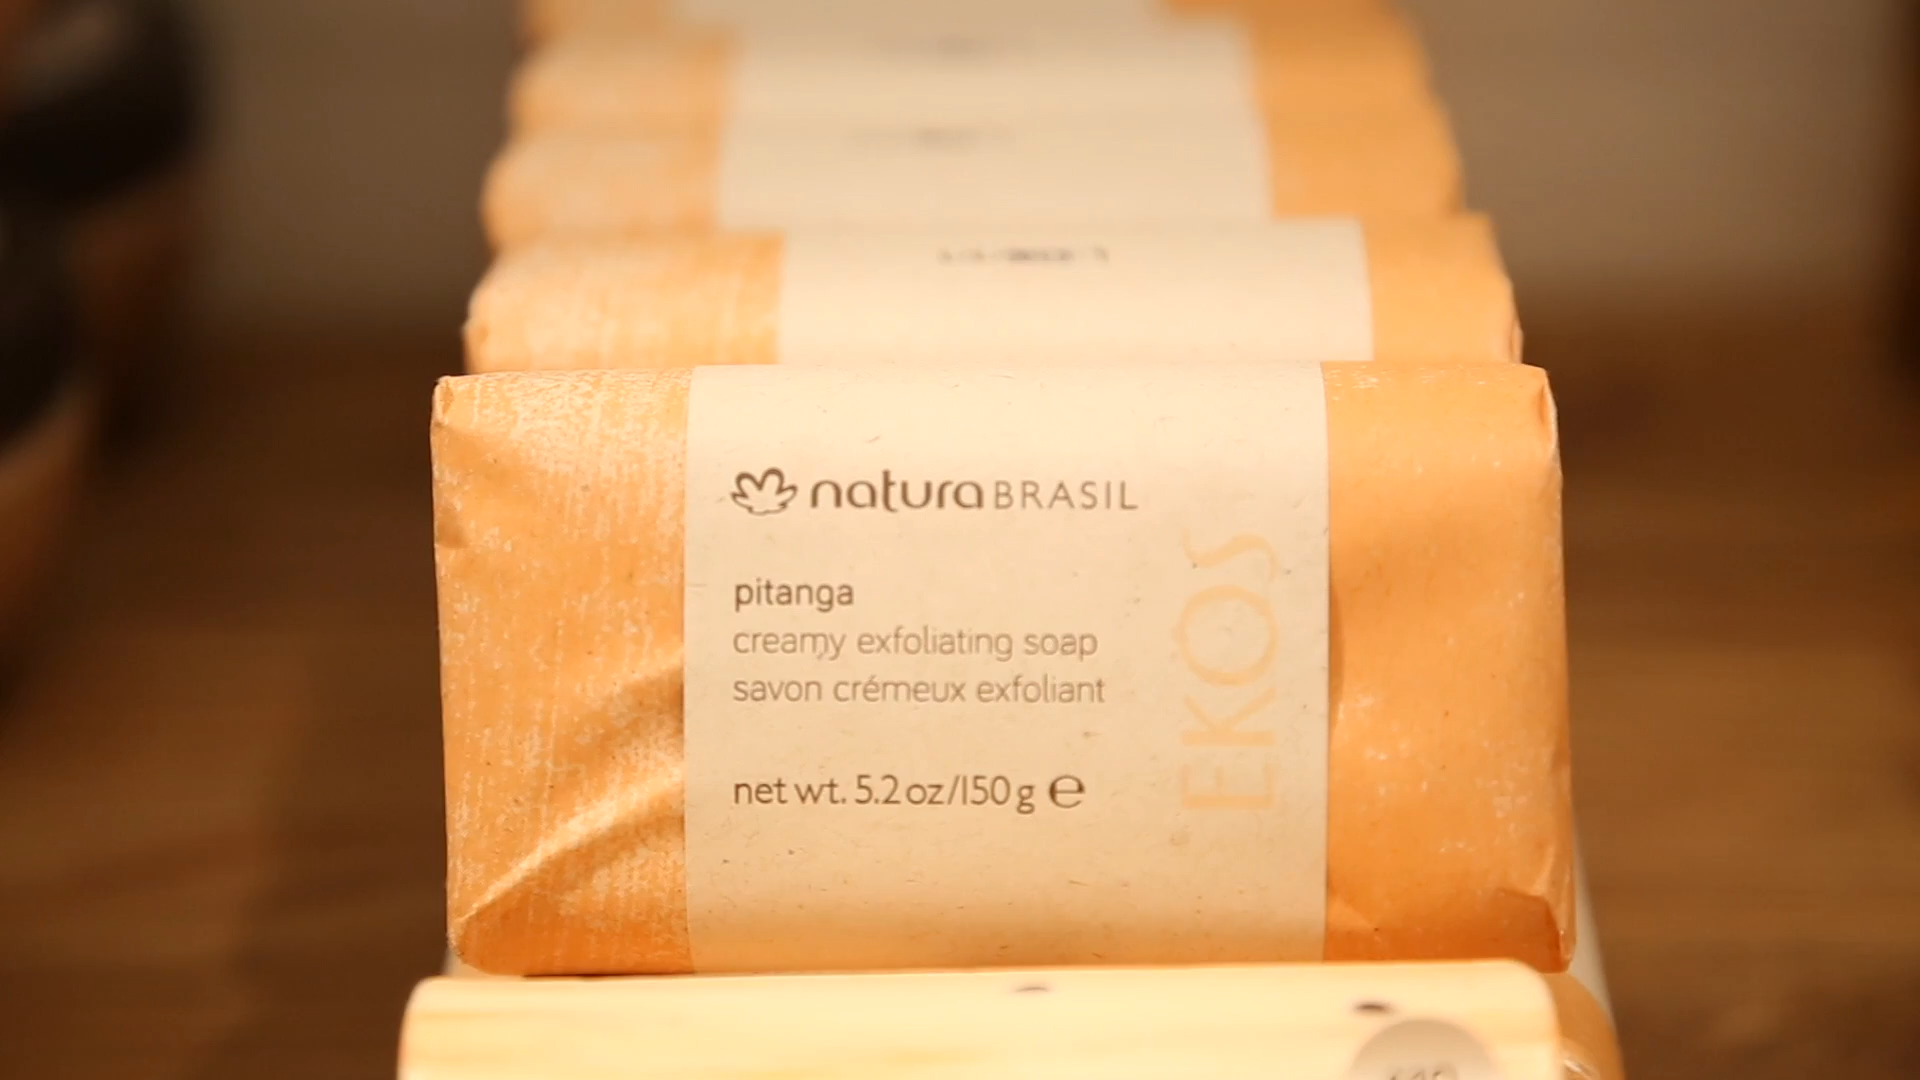 natura BRASIL
pitanga
creamy exfoliating soap
savon crémeux exfoliant
net wt. 5.2 oz/150 g e
EKOS